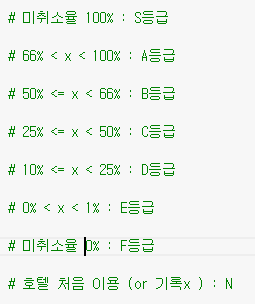 # 미취소율 100% : S등급
# 66% < x < 100% : A등급
# 50% <= x < 66% : B등급
# 25% <= x < 50% : C등급
# 10% <= x < 25% : D등급
# 0% < x < 1% : E등급
# 미취소율 0% : F등급
# 호텔 처음 이용 (or 기록x ) : N